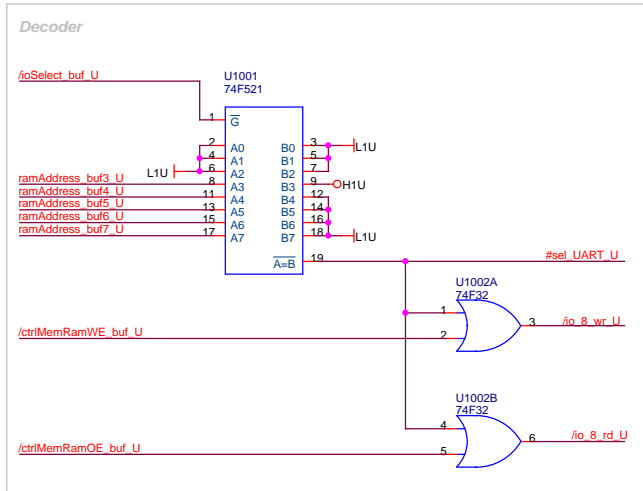 Decoder
/ioSelect_buf_U
U1001
74F521
1 G
2 A0 B0 3 L1U
4 A1 B1 5
L1U 6 A2 B2 7
ramAddress_buf3_U 8 A3 B3 9 H1U
ramAddress_buf4_U 11 A4 B4 12
ramAddress_buf5_U 13 A5 B5 14
ramAddress_buf6_U 15 A6 B6 16
ramAddress_buf7_U 17 A7 B7 18 L1U
A=B 19
#sel_UART_U
U1002A
74F32
1
3 /io_8_wr_U
/ctrlMemRamWE_buf_U 2
U1002B
74F32
4
6 /io_8_rd_U
/ctrlMemRamOE_buf_U 5